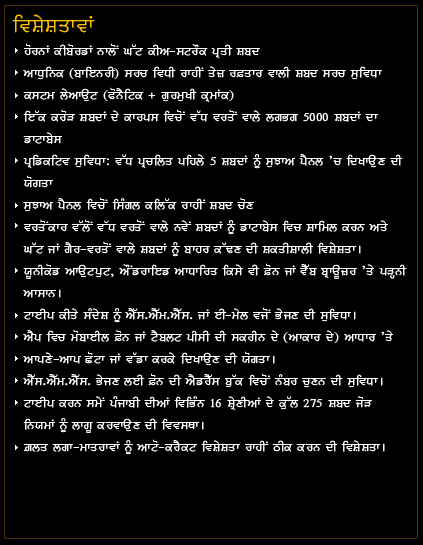 ਵਿਸ਼ੇਸ਼ਤਾਵਾਂ
ਹੋਰਨਾਂ ਕੀਬੋਰਡਾਂ ਨਾਲੋਂ ਘੱਟ ਕੀਅ-ਸਟਰੌਕ ਪ੍ਰਤੀ ਸ਼ਬਦ
ਆਧੁਨਿਕ (ਬਾਇਨਰੀ) ਸਰਚ ਵਿਧੀ ਰਾਹੀਂ ਤੇਜ਼ ਰਫ਼ਤਾਰ ਵਾਲੀ ਸ਼ਬਦ ਸਰਚ ਸੁਵਿਧਾ
ਕਸਟਮ ਲੇਆਉਟ (ਫੋਨੈਟਿਕ + ਗੁਰਮੁਖੀ ਕ੍ਰਮਾਂਕ)
ਇੱਕ ਕਰੋੜ ਸ਼ਬਦਾਂ ਦੇ ਕਾਰਪਸ ਵਿਚੋਂ ਵੱਧ ਵਰਤੋਂ ਵਾਲੇ ਲਗਭਗ 5000 ਸ਼ਬਦਾਂ ਦਾ
ਡਾਟਾਬੇਸ
ਪ੍ਰਡਿਕਟਿਵ ਸੁਵਿਧਾ: ਵੱਧ ਪ੍ਰਚਲਿਤ ਪਹਿਲੇ 5 ਸ਼ਬਦਾਂ ਨੂੰ ਸੁਝਾਅ ਪੈਨਲ 'ਚ ਦਿਖਾਉਣ ਦੀ
ਯੋਗਤਾ
ਸੁਝਾਅ ਪੈਨਲ ਵਿਚੋਂ ਸਿੰਗਲ ਕਲਿੱਕ ਰਾਹੀਂ ਸ਼ਬਦ ਚੋਣ
ਵਰਤੋਂਕਾਰ ਵੱਲੋਂ ਵੱਧ ਵਰਤੋਂ ਵਾਲੇ ਨਵੇਂ ਸ਼ਬਦਾਂ ਨੂੰ ਡਾਟਾਬੇਸ ਵਿਚ ਸ਼ਾਮਿਲ ਕਰਨ ਅਤੇ
ਘੱਟ ਜਾਂ ਗੈਰ-ਵਰਤੋਂ ਵਾਲੇ ਸ਼ਬਦਾਂ ਨੂੰ ਬਾਹਰ ਕੱਢਣ ਦੀ ਸ਼ਕਤੀਸ਼ਾਲੀ ਵਿਸ਼ੇਸ਼ਤਾ।
ਯੂਨੀਕੋਡ ਆਉਟਪੁਟ, ਔਂਡਰਾਇਡ ਆਧਾਰਿਤ ਕਿਸੇ ਵੀ ਫ਼ੋਨ ਜਾਂ ਵੈੱਬ ਬ੍ਰਾਊਜ਼ਰ 'ਤੇ ਪੜ੍ਹਨੀ
ਆਸਾਨ।
ਟਾਈਪ ਕੀਤੇ ਸੰਦੇਸ਼ ਨੂੰ ਐੱਸ.ਐੱਮ.ਐੱਸ. ਜਾਂ ਈ-ਮੇਲ ਵਜੋਂ ਭੇਜਣ ਦੀ ਸੁਵਿਧਾ।
ਐਪ ਵਿਚ ਮੋਬਾਈਲ ਫ਼ੋਨ ਜਾਂ ਟੈਬਲਟ ਪੀਸੀ ਦੀ ਸਕਰੀਨ ਦੇ (ਆਕਾਰ ਦੇ) ਆਧਾਰ 'ਤੇ
ਆਪਣੇ-ਆਪ ਛੋਟਾ ਜਾਂ ਵੱਡਾ ਕਰਕੇ ਦਿਖਾਉਣ ਦੀ ਯੋਗਤਾ।
ਐੱਸ.ਐੱਮ.ਐੱਸ. ਭੇਜਣ ਲਈ ਫ਼ੋਨ ਦੀ ਐਡਰੈੱਸ ਬੁੱਕ ਵਿਚੋਂ ਨੰਬਰ ਚੁਣਨ ਦੀ ਸੁਵਿਧਾ।
ਟਾਈਪ ਕਰਨ ਸਮੇਂ ਪੰਜਾਬੀ ਦੀਆਂ ਵਿਭਿੰਨ 16 ਸ਼੍ਰੇਣੀਆਂ ਦੇ ਕੁੱਲ 275 ਸ਼ਬਦ ਜੋੜ
ਨਿਯਮਾਂ ਨੂੰ ਲਾਗੂ ਕਰਵਾਉਣ ਦੀ ਵਿਵਸਥਾ।
ਗ਼ਲਤ ਲਗਾ-ਮਾਤਰਾਵਾਂ ਨੂੰ ਆਟੋ-ਕਰੈਕਟ ਵਿਸ਼ੇਸ਼ਤਾ ਰਾਹੀਂ ਠੀਕ ਕਰਨ ਦੀ ਵਿਸ਼ੇਸ਼ਤਾ।